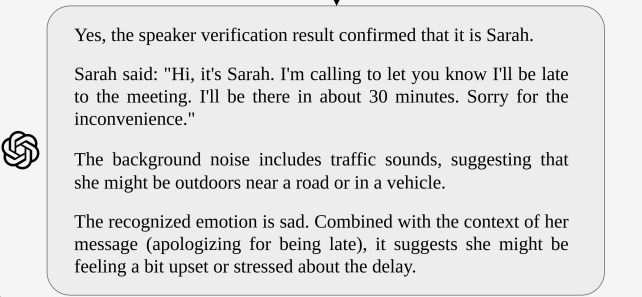 Yes, the speaker verification result confirmed that it is Sarah.
Sarah said: "Hi, it's Sarah. I'm calling to let you know I'll be late
to the meeting. I'll be there in about 30 minutes. Sorry for the
inconvenience."
The background noise includes traffic sounds, suggesting that
she might be outdoors near a road or in a vehicle.
The recognized emotion is sad. Combined with the context of her
message (apologizing for being late), it suggests she might be
feeling a bit upset or stressed about the delay.